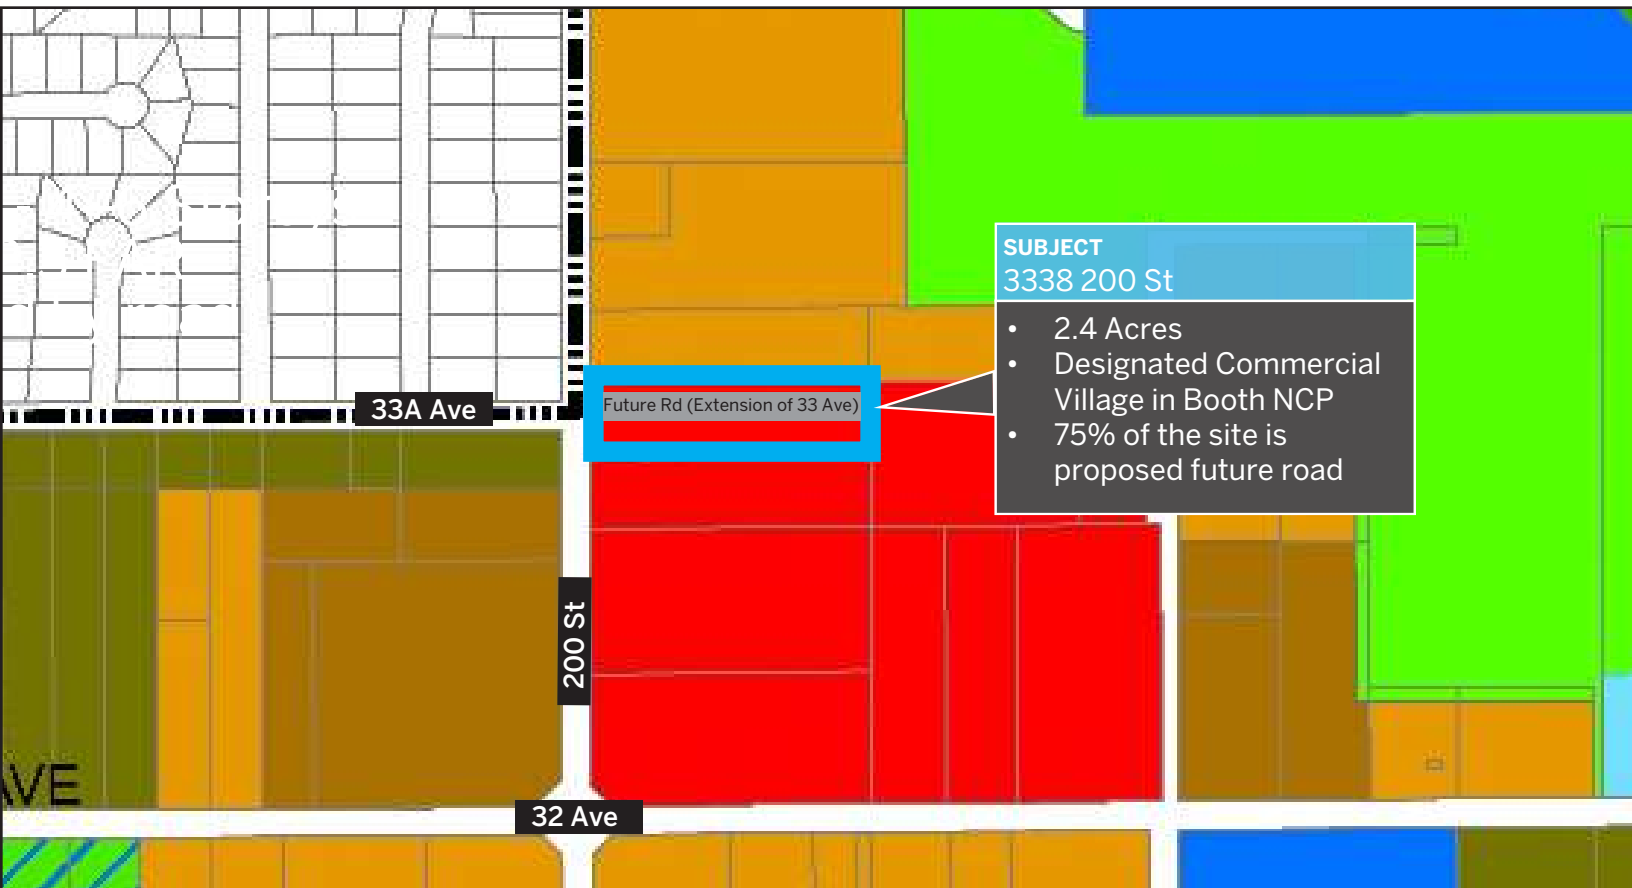 SUBJECT
3338 200 St
• 2.4 Acres
• Designated Commercial
Village in Booth NCP
• 75% of the site is
proposed future road
33A Ave
Future Rd (Extension of 33 Ave)
200 St
AVE
32 Ave